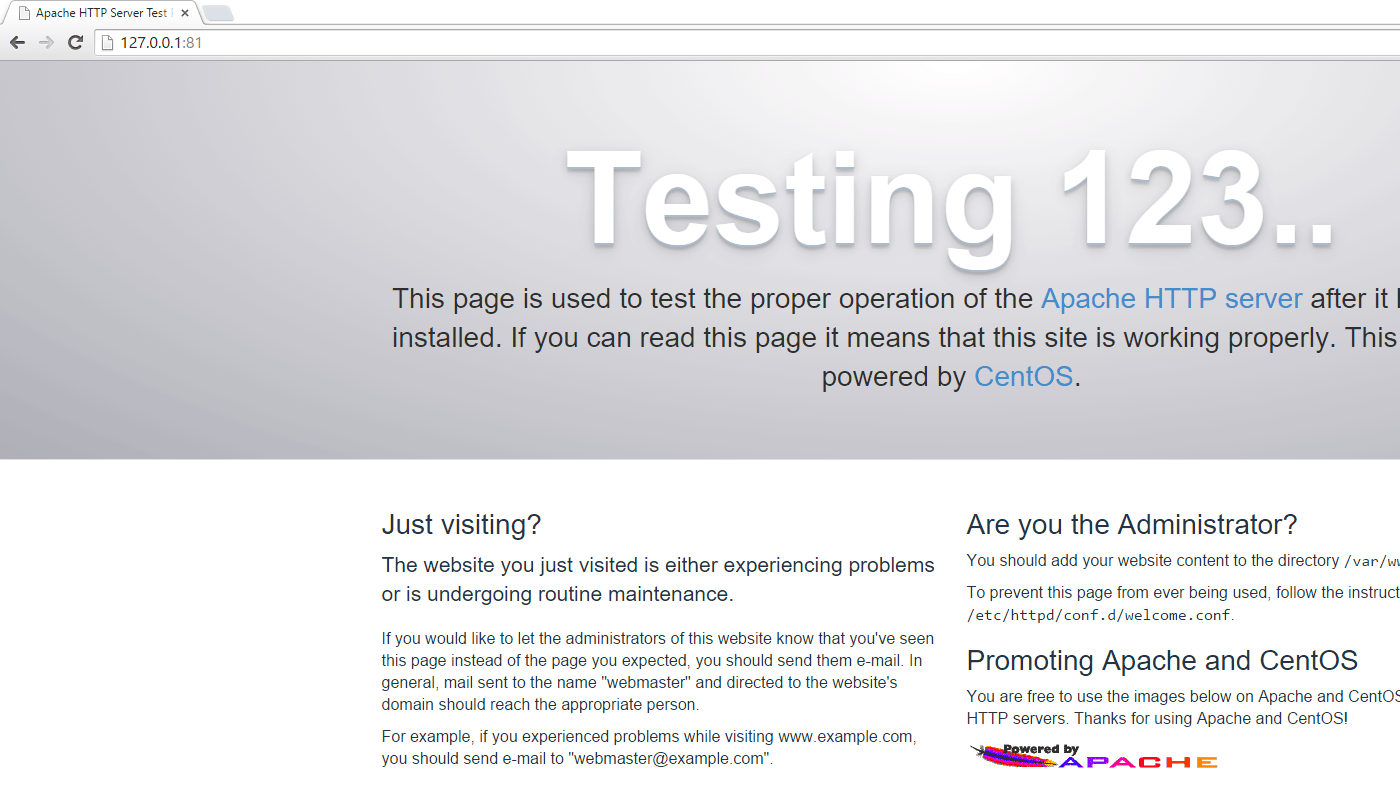 Apache HTTP Server Test
127.0.0.1:81
Testing 123..
This page is used to test the proper operation of the Apache HTTP server after it
installed. If you can read this page it means that this site is working properly. This
powered by CentOS.
Just visiting?
The website you just visited is either experiencing problems
or is undergoing routine maintenance.
If you would like to let the administrators of this website know that you've seen
this page instead of the page you expected, you should send them e-mail. In
general, mail sent to the name "webmaster" and directed to the website's
domain should reach the appropriate person.
For example, if you experienced problems while visiting www.example.com,
you should send e-mail to "webmaster@example.com".
Are you the Administrator?
You should add your website content to the directory /var/w
To prevent this page from ever being used, follow the instruct
/etc/httpd/conf.d/welcome.conf.
Promoting Apache and CentOS
You are free to use the images below on Apache and CentOS
HTTP servers. Thanks for using Apache and CentOS!
Powered by
APACHE